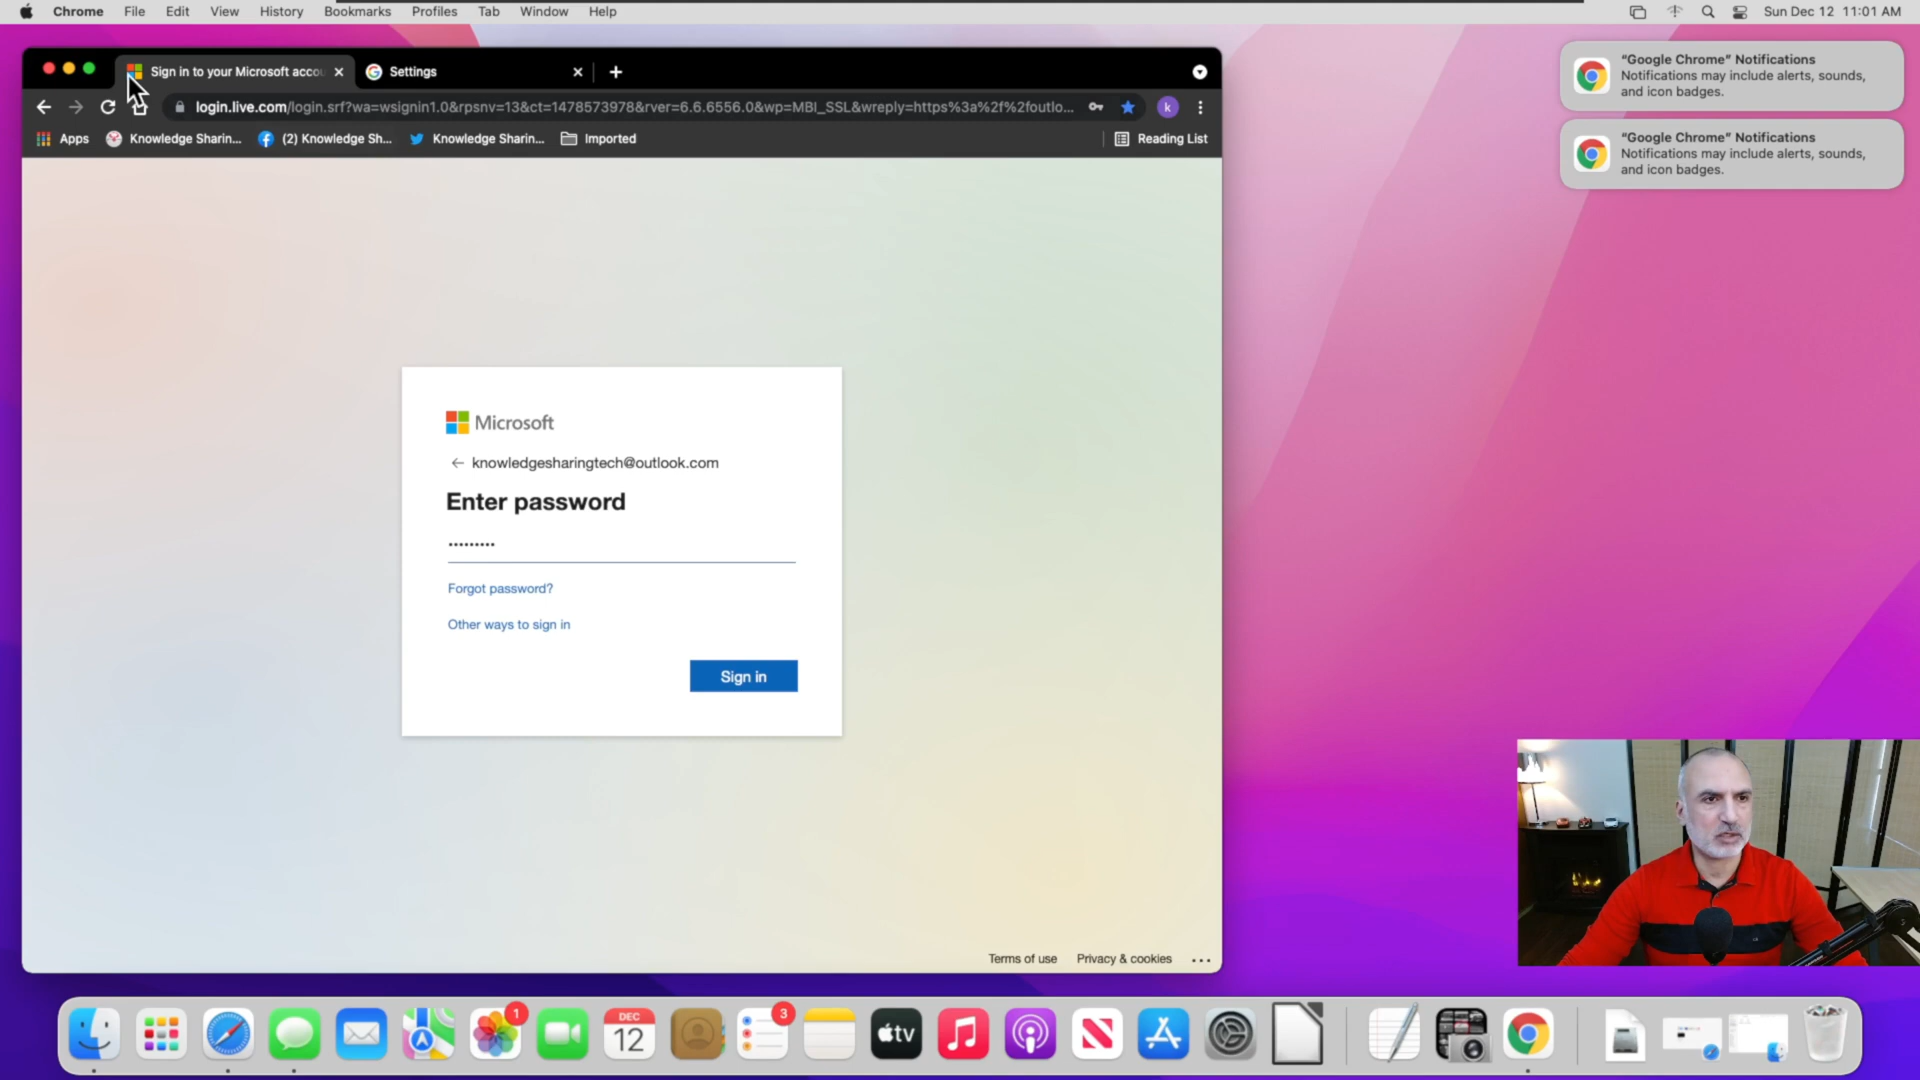 Chrome File Edit View History Bookmarks Profiles Tab Window Help Sun Dec 12 11:01 AM
Sign in to your Microsoft accou Settings
login.live.com/login.srf?wa=wsignin1.0&rpsnv=13&ct=1478573978&rver=6.6.6556.0&wp=MBI_SSL&wreply=https%3a%2f%2foutlo... k
Apps Knowledge Sharin... (2) Knowledge Sh... Knowledge Sharin... Imported Reading List
"Google Chrome" Notifications
Notifications may include alerts, sounds,
and icon badges.
"Google Chrome" Notifications
Notifications may include alerts, sounds,
and icon badges.
Microsoft
knowledgesharingtech@outlook.com
Enter password
Forgot password?
Other ways to sign in
Sign in
Terms of use Privacy & cookies
1
DEC
12
3
tv